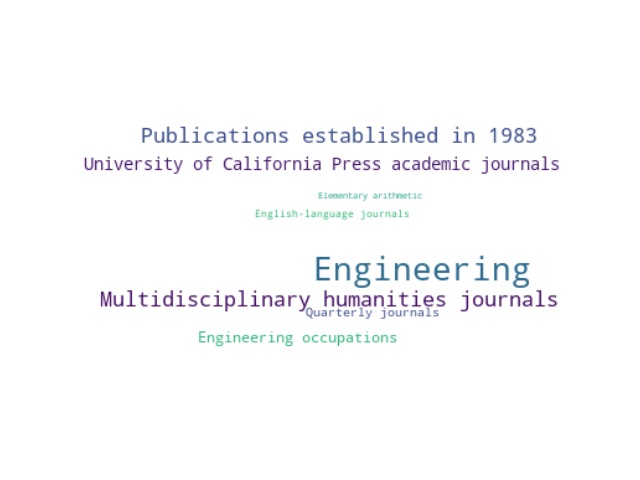 Publications established in 1983
University of California Press academic journals
Elementary arithmetic
English-language journals
Engineering
Multidisciplinary humanities journals
Quarterly journals
Engineering occupations